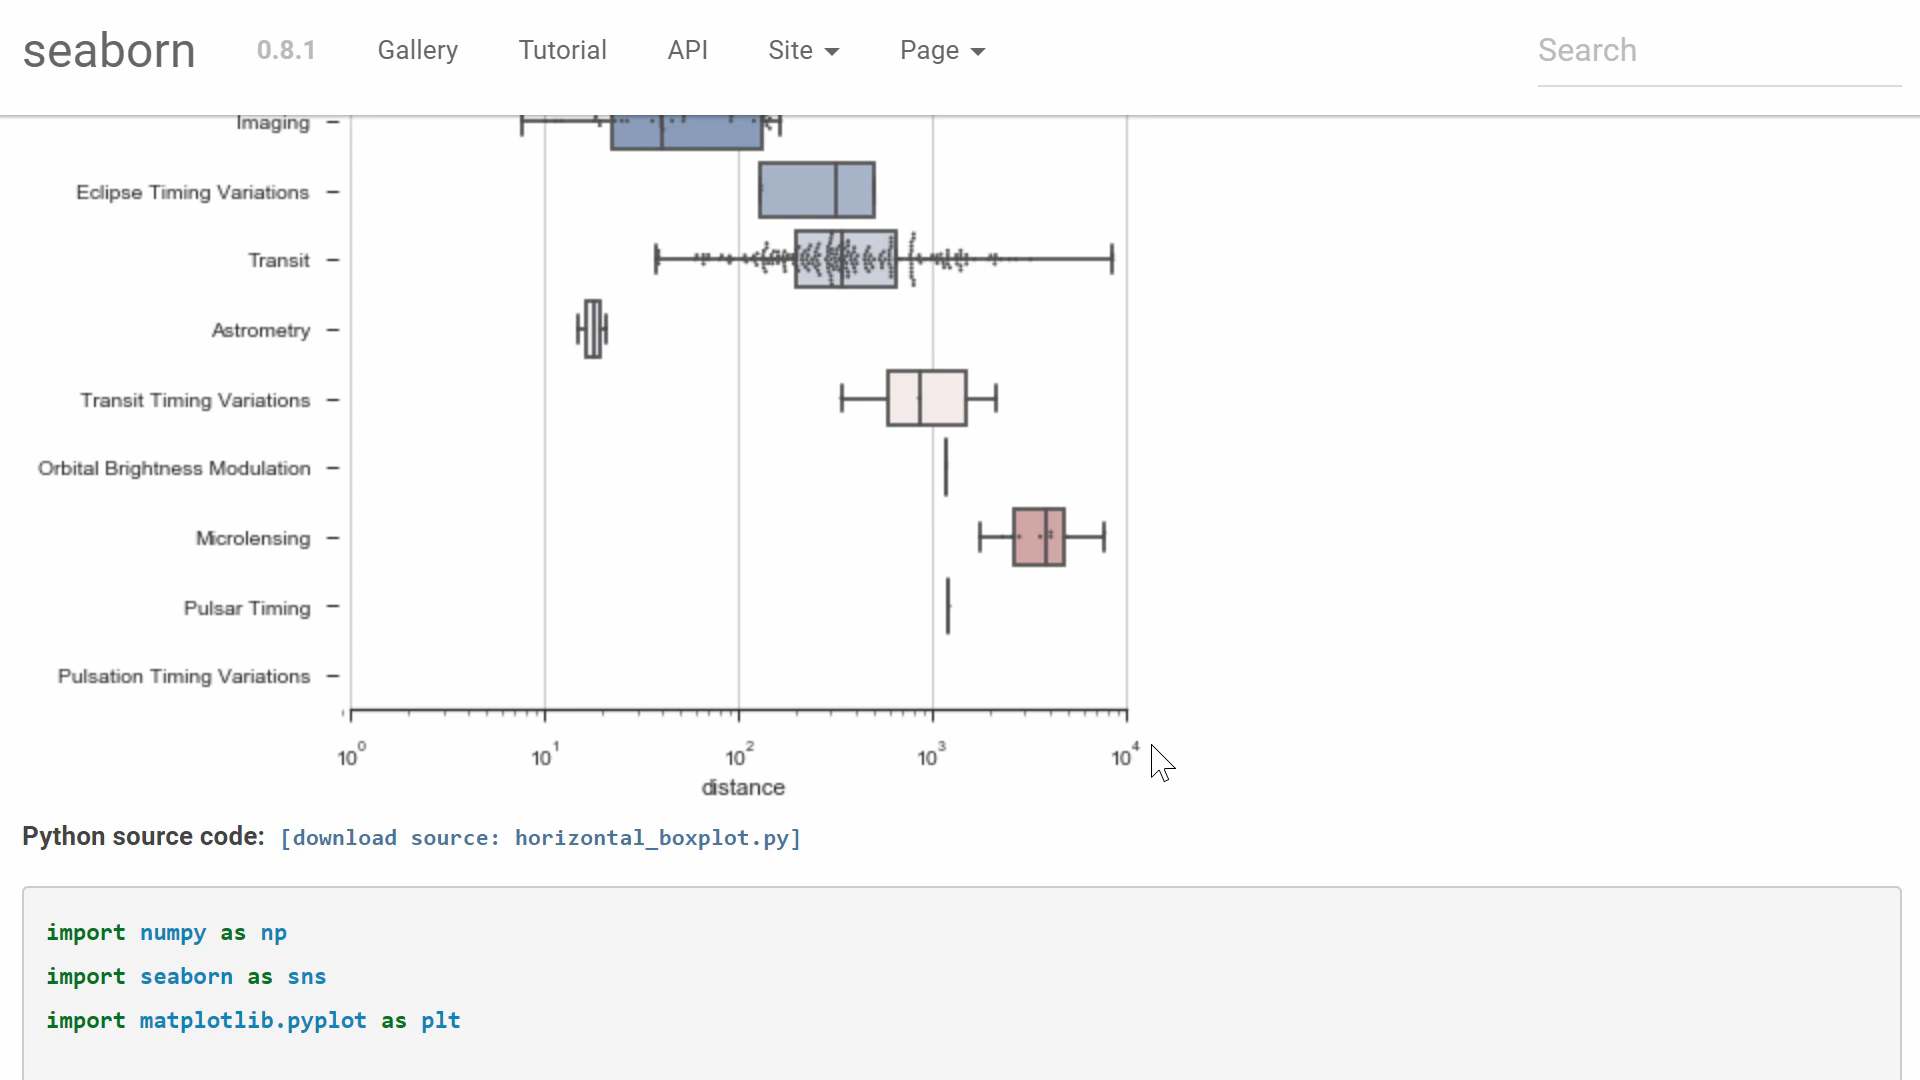 seaborn 0.8.1 Gallery Tutorial API Site Page Search
Imaging
Eclipse Timing Variations
Transit
Astrometry
Transit Timing Variations
Orbital Brightness Modulation
Microlensing
Pulsar Timing
Pulsation Timing Variations
10⁰ 10¹ 10² 10³ 10⁴
distance
Python source code: [download source: horizontal_boxplot.py]
import numpy as np
import seaborn as sns
import matplotlib.pyplot as plt